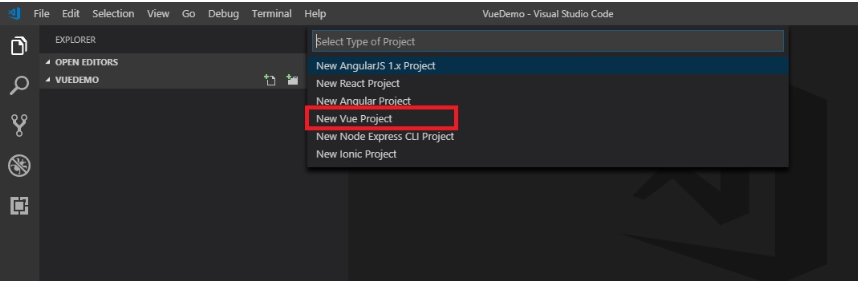 File Edit Selection View Go Debug Terminal Help VueDemo - Visual Studio Code
EXPLORER
OPEN EDITORS
VUEDEMO
Select Type of Project
New AngularJS 1.x Project
New React Project
New Angular Project
New Vue Project
New Node Express CLI Project
New Ionic Project